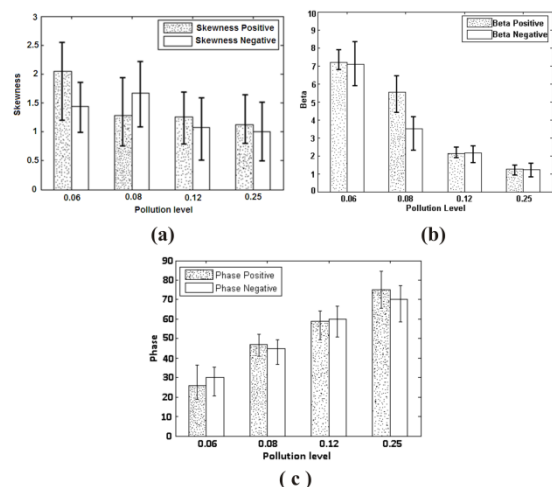 3
2.5
2
1.5
1
0.5
0
Skewness
Skewness Positive
Skewness Negative
0.06 0.08 0.12 0.25
Pollution level
(a)
10
9
8
7
6
5
4
3
2
1
0
Beta
Beta Positive
Beta Negative
0.06 0.08 0.12 0.25
Pollution Level
(b)
90
80
70
60
50
40
30
20
10
0
Phase
Phase Positive
Phase Negative
0.06 0.08 0.12 0.25
Pollution level
( c )